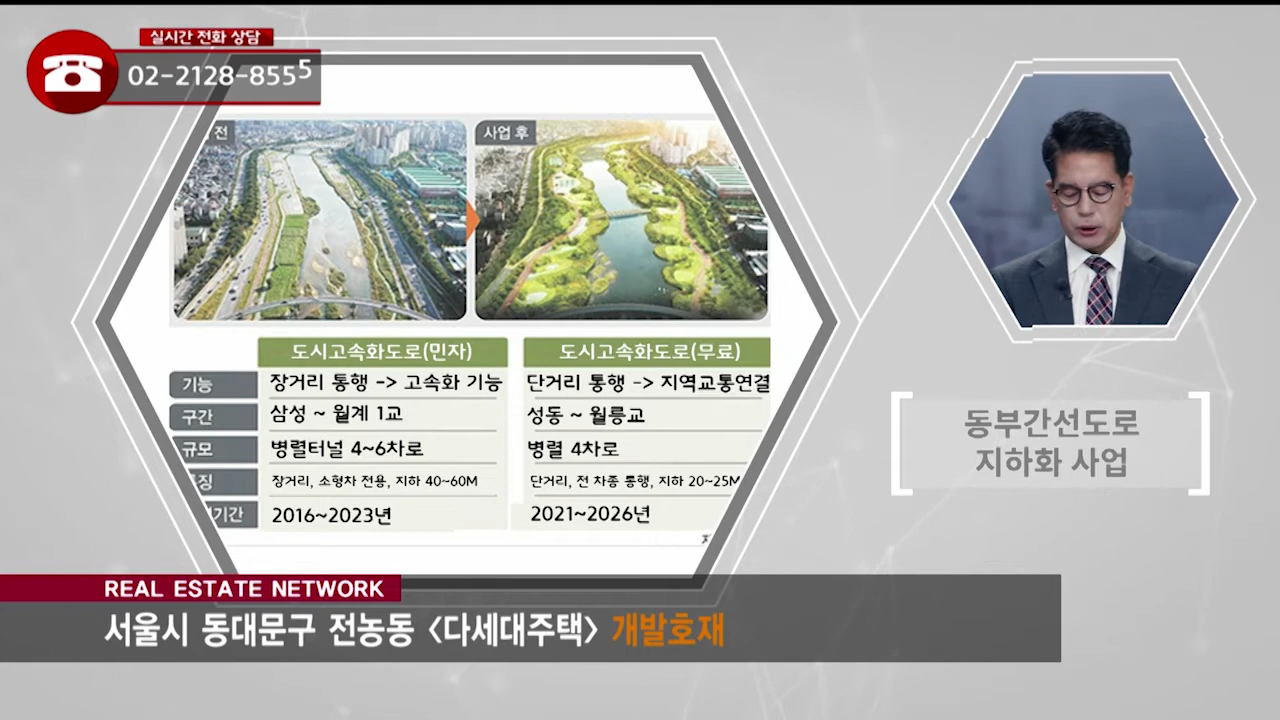 실시간 전화 상담
02-2128-8555
전
사업 후
도시고속화도로(민자)
도시고속화도로(무료)
기능
장거리 통행 -> 고속화 기능
단거리 통행 -> 지역교통연결
구간
삼성 ~ 월계 1교
성동 ~ 월릉교
규모
병렬터널 4~6차로
병렬 4차로
징
장거리, 소형차 전용, 지하 40~60M
단거리, 전 차종 통행, 지하 20~25M
기간
2016~2023년
2021~2026년
동부간선도로
지하화 사업
REAL ESTATE NETWORK
서울시 동대문구 전농동 <다세대주택> 개발호재